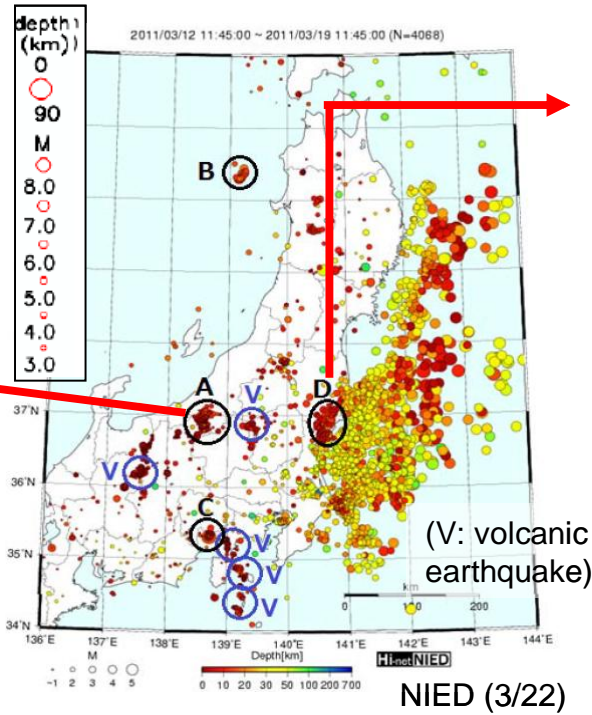 2011/03/12 11:45:00 ~ 2011/03/19 11:45:00 (N=4068)
depth)
(km))
0
90
M
8.0
7.0
6.0
5.0
4.0
3.0
B
A
V
D
V
C
V
V
V
37°N
36°N
35°N
34°N
136°E 137°E 138°E 139°E 140°E 141°E 142°E 143°E 144°E
(V: volcanic
earthquake)
km
0 100 200
M
-1 2 3 4 5
Depth[km]
0 10 20 30 50 100 200 700
Hi-net NIED
NIED (3/22)